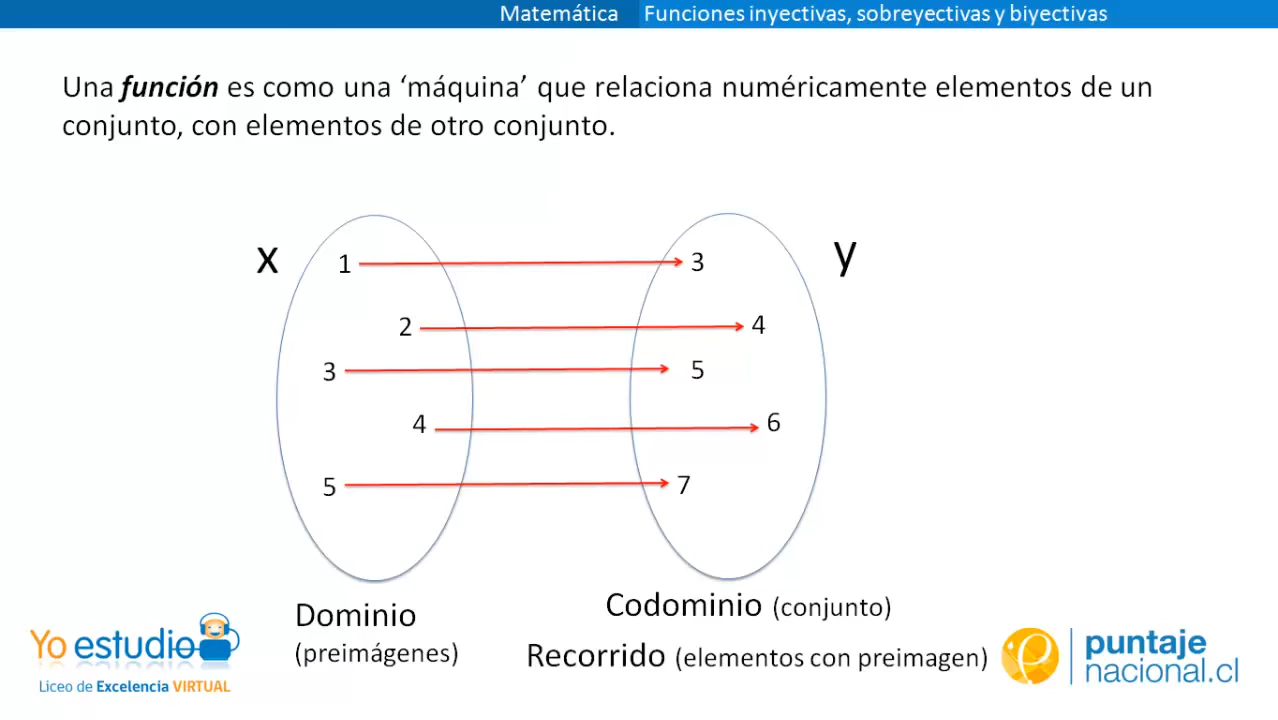 Matemática Funciones inyectivas, sobreyectivas y biyectivas
Una función es como una ‘máquina’ que relaciona numéricamente elementos de un
conjunto, con elementos de otro conjunto.
x 1 3 y
2 4
3 5
4 6
5 7
Dominio
(preimágenes)
Codominio (conjunto)
Recorrido (elementos con preimagen)
Yo estudio
Liceo de Excelencia VIRTUAL
puntaje
nacional.cl